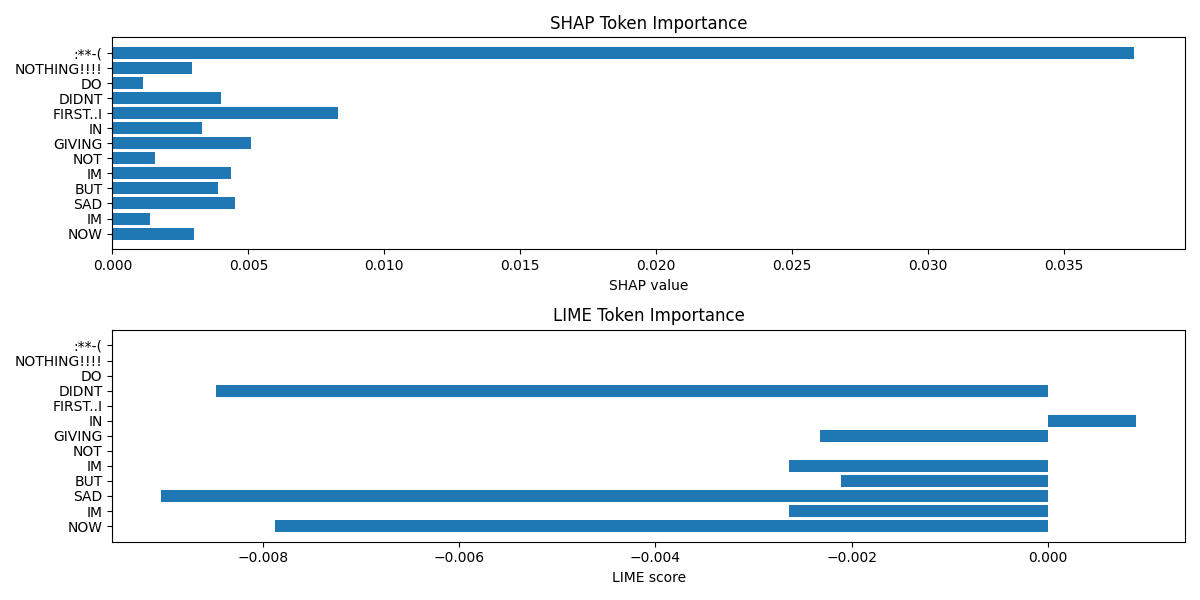 SHAP Token Importance
:**-(
NOTHING!!!!
DO
DIDNT
FIRST..I
IN
GIVING
NOT
IM
BUT
SAD
IM
NOW
0.000 0.005 0.010 0.015 0.020 0.025 0.030 0.035
SHAP value
LIME Token Importance
:**-(
NOTHING!!!!
DO
DIDNT
FIRST..I
IN
GIVING
NOT
IM
BUT
SAD
IM
NOW
−0.008 −0.006 −0.004 −0.002 0.000
LIME score